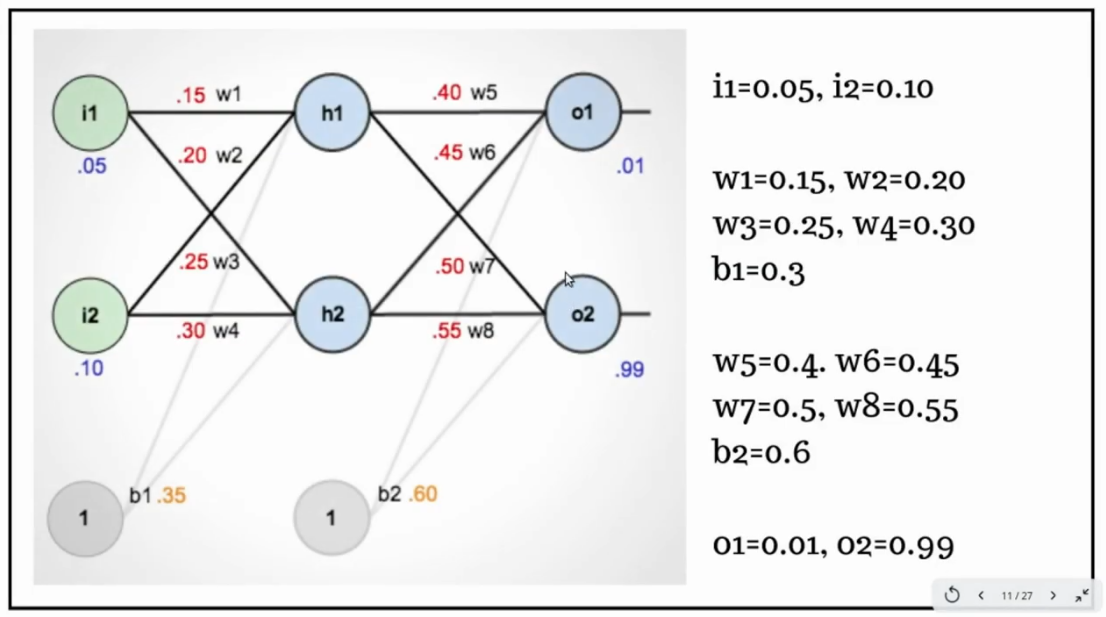 i1
.15 w1
h1
.40 w5
o1
.05
.20 w2
.45 w6
.01
.25 w3
.50 w7
i2
.30 w4
h2
.55 w8
o2
.10
.99
1
b1 .35
1
b2 .60
i1=0.05, i2=0.10
w1=0.15, w2=0.20
w3=0.25, w4=0.30
b1=0.3
w5=0.4. w6=0.45
w7=0.5, w8=0.55
b2=0.6
o1=0.01, o2=0.99
11 / 27